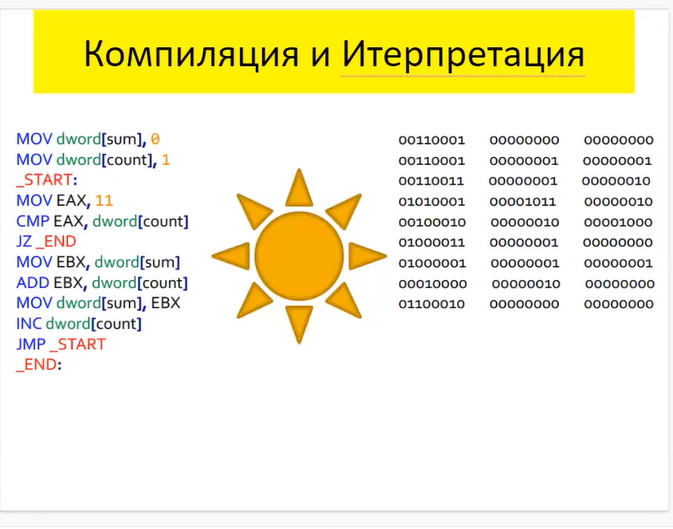 Компиляция и Итерпретация
MOV dword[sum], 0
MOV dword[count], 1
_START:
MOV EAX, 11
CMP EAX, dword[count]
JZ _END
MOV EBX, dword[sum]
ADD EBX, dword[count]
MOV dword[sum], EBX
INC dword[count]
JMP _START
_END:
00110001 00000000 00000000
00110001 00000001 00000001
00110011 00000001 00000010
01010001 00001011 00000010
00100010 00000010 00001000
01000011 00000001 00000000
01000001 00000001 00000001
00010000 00000010 00000000
01100010 00000000 00000000